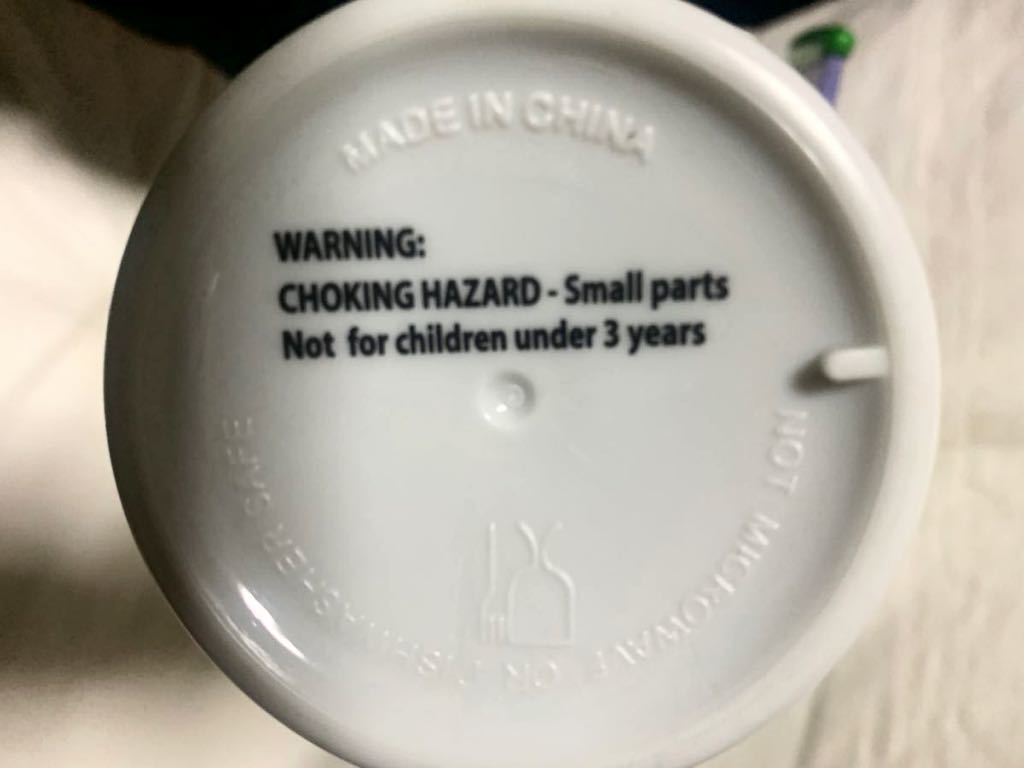 MADE IN CHINA
WARNING:
CHOKING HAZARD - Small parts
Not for children under 3 years
NOT MICROWAVE OR DISHWASHER SAFE